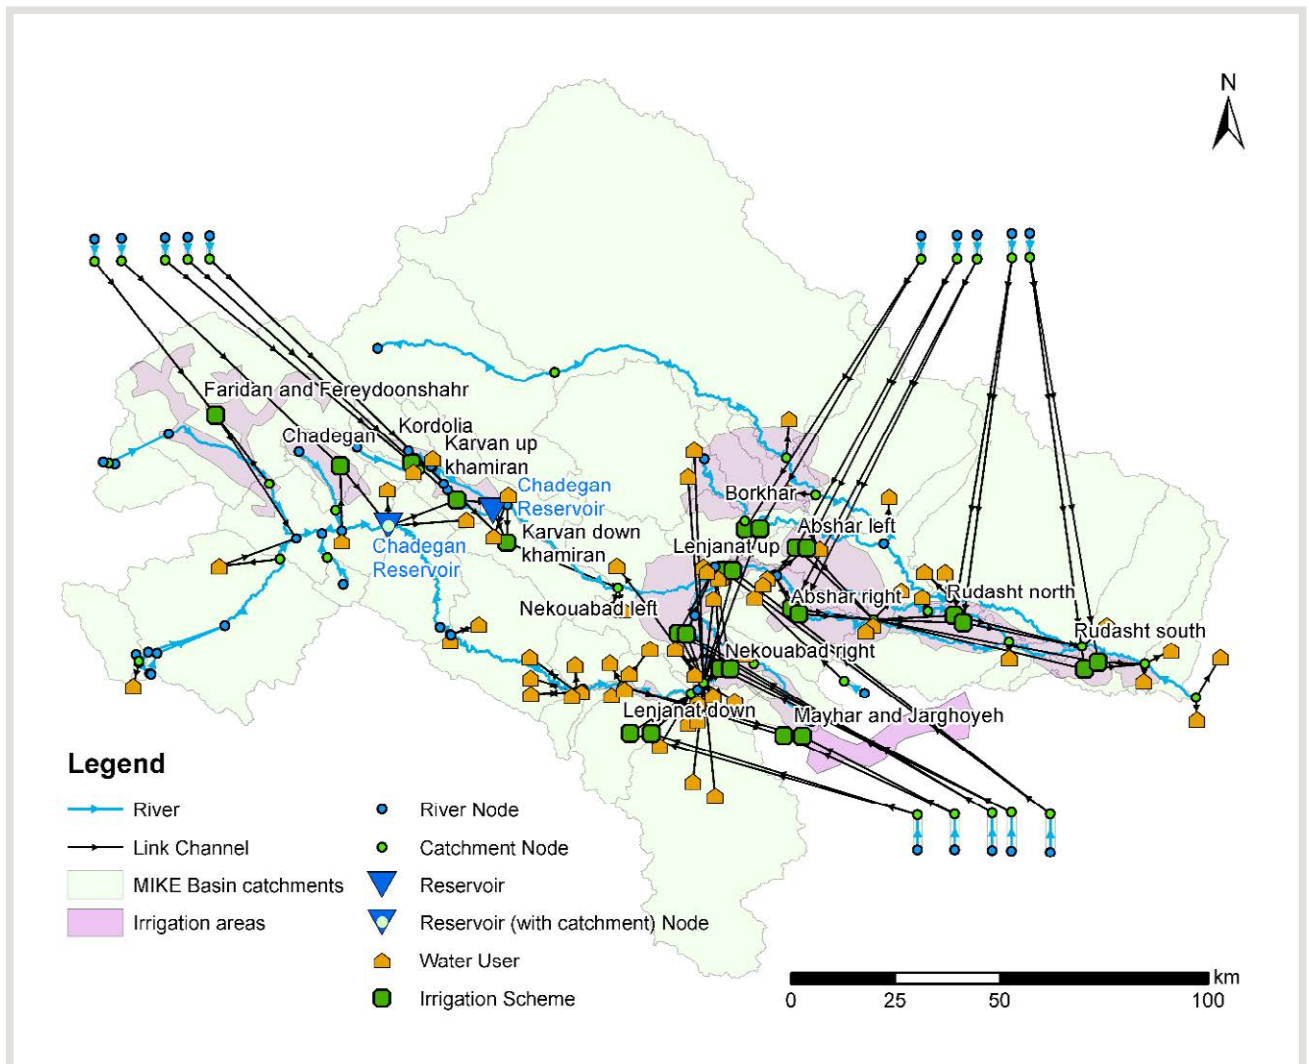 N
Faridan and Fereydoonshahr
Chadegan
Kordolia
Karvan up
khamiran
Chadegan
Reservoir
Chadegan
Reservoir
Karvan down
khamiran
Borkhar
Abshar left
Lenjanat up
Nekouabad left
Abshar right
Rudasht north
Rudasht south
Nekouabad right
Lenjanat down
Mayhar and Jarghoyeh
Legend
River
Link Channel
MIKE Basin catchments
Irrigation areas
River Node
Catchment Node
Reservoir
Reservoir (with catchment) Node
Water User
Irrigation Scheme
km
0 25 50 100